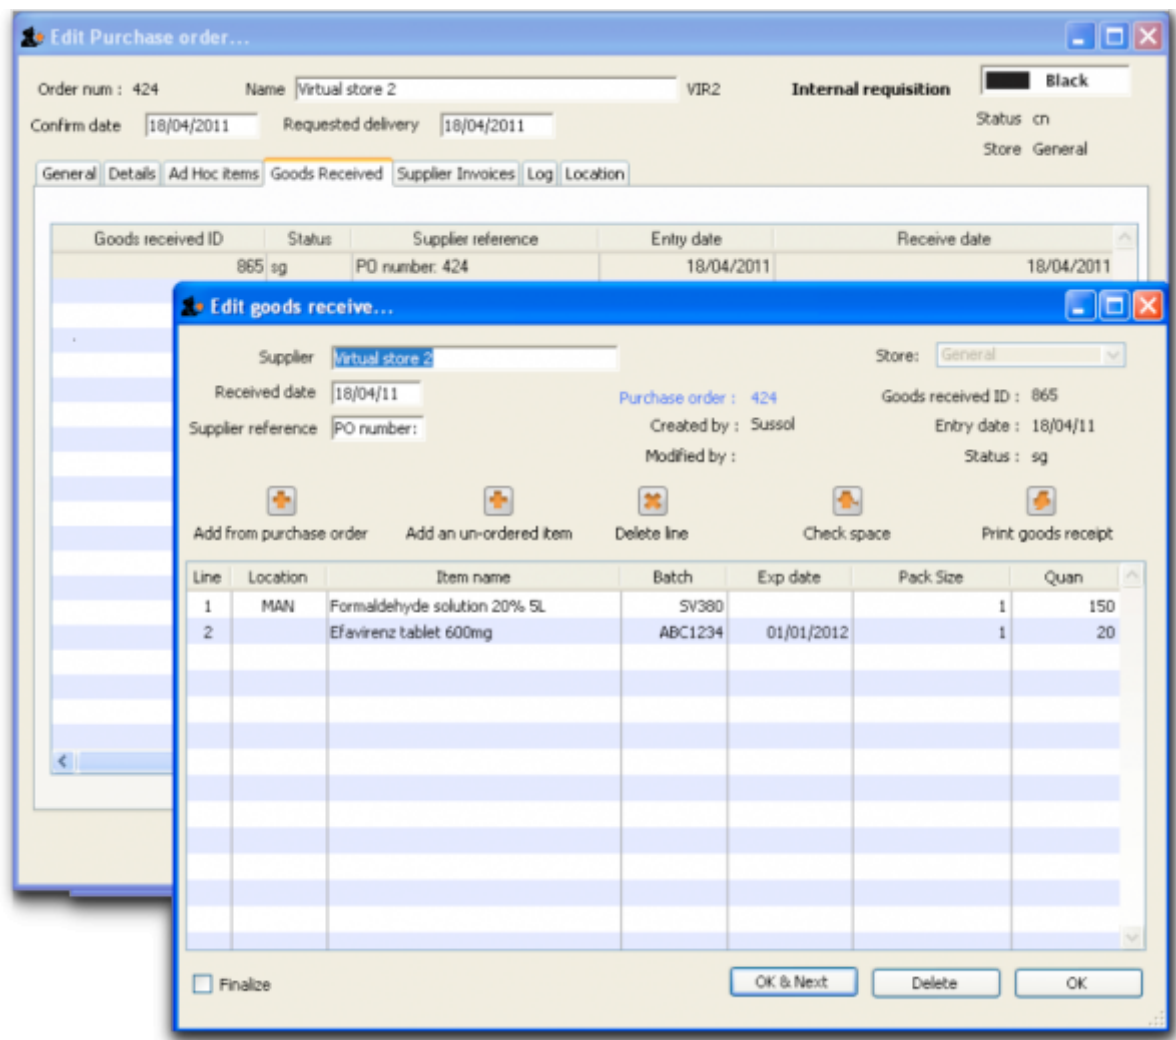 Edit Purchase order...
Order num : 424 Name Virtual store 2 VIR2 Internal requisition Black
Confirm date 18/04/2011 Requested delivery 18/04/2011 Status cn
Store General
General Details Ad Hoc items Goods Received Supplier Invoices Log Location
Goods received ID Status Supplier reference Entry date Receive date
865 sg PO number: 424 18/04/2011 18/04/2011
Edit goods receive...
Supplier Virtual store 2 Store: General
Received date 18/04/11 Purchase order : 424 Goods received ID : 865
Supplier reference PO number: Created by : Sussol Entry date : 18/04/11
Modified by : Status : sg
Add from purchase order Add an un-ordered item Delete line Check space Print goods receipt
Line Location Item name Batch Exp date Pack Size Quan
1 MAN Formaldehyde solution 20% 5L SV380 1 150
2 Efavirenz tablet 600mg ABC1234 01/01/2012 1 20
Finalize OK & Next Delete OK